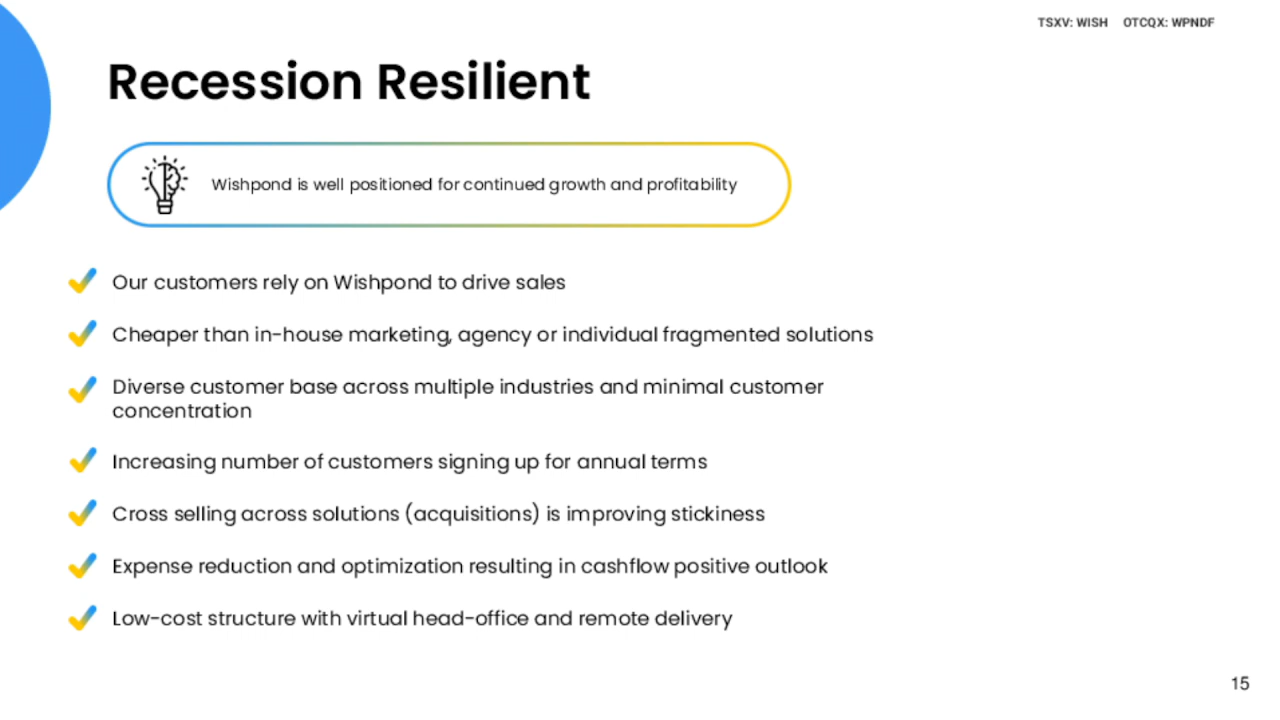 TSXV: WISH OTCQX: WPNDF
Recession Resilient
Wishpond is well positioned for continued growth and profitability
Our customers rely on Wishpond to drive sales
Cheaper than in-house marketing, agency or individual fragmented solutions
Diverse customer base across multiple industries and minimal customer
concentration
Increasing number of customers signing up for annual terms
Cross selling across solutions (acquisitions) is improving stickiness
Expense reduction and optimization resulting in cashflow positive outlook
Low-cost structure with virtual head-office and remote delivery
15